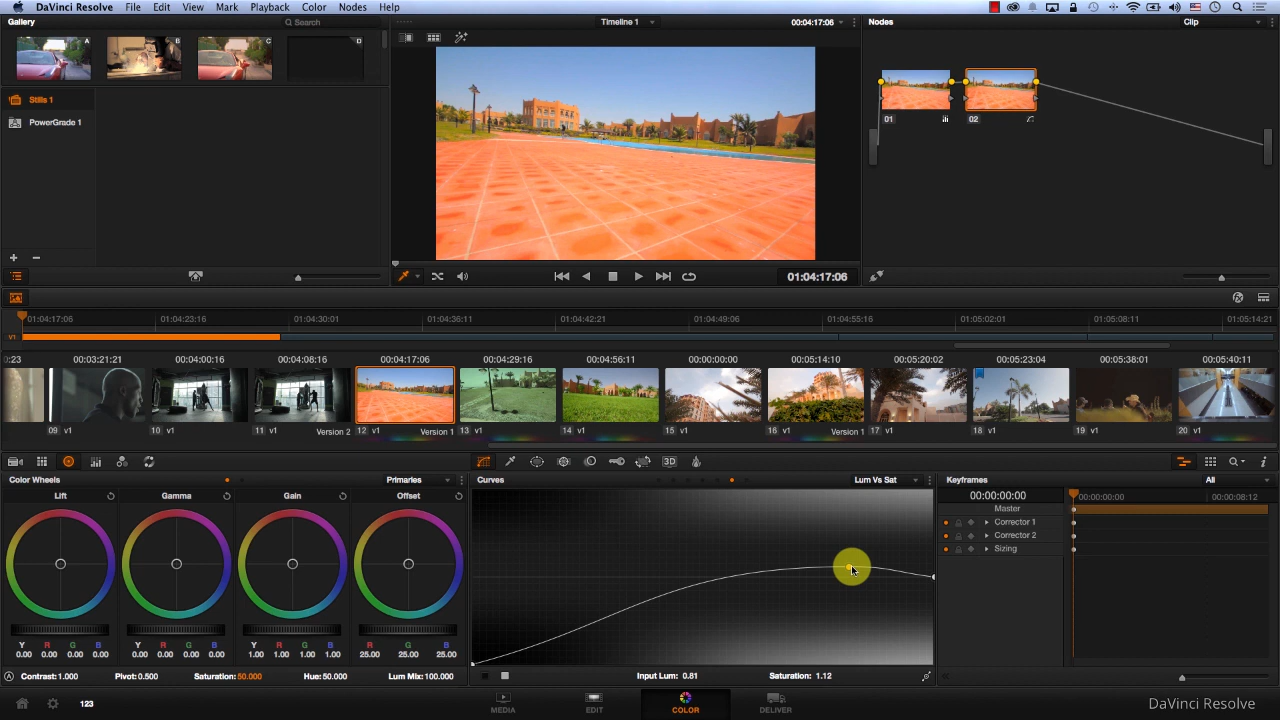 DaVinci Resolve File Edit View Mark Playback Color Nodes Help
Gallery Search Timeline 1 00:04:17:06 Nodes Clip
A B C D
Stills 1
PowerGrade 1
01 02
01:04:17:06
01:04:17:06 01:04:23:16 01:04:30:01 01:04:36:11 01:04:42:21 01:04:49:06 01:04:55:16 01:05:02:01 01:05:08:11 01:05:14:21
V1
0:23 00:03:21:21 00:04:00:16 00:04:08:16 00:04:17:06 00:04:29:16 00:04:56:11 00:00:00:00 00:05:14:10 00:05:20:02 00:05:23:04 00:05:38:01 00:05:40:11
09 v1 10 v1 11 v1 Version 2 12 v1 Version 1 13 v1 14 v1 15 v1 16 v1 Version 1 17 v1 18 v1 19 v1 20 v1
3D
Color Wheels Primaries Curves Lum Vs Sat Keyframes All
Lift Gamma Gain Offset 00:00:00:00 00:00:00:00 00:00:08:12
Master
Corrector 1
Corrector 2
Sizing
Y R G B Y R G B Y R G B R G B
0.00 0.00 0.00 0.00 0.00 0.00 0.00 0.00 1.00 1.00 1.00 1.00 25.00 25.00 25.00
A Contrast:1.000 Pivot:0.500 Saturation:50.000 Hue:50.000 Lum Mix:100.000 Input Lum: 0.81 Saturation: 1.12
MEDIA EDIT COLOR DELIVER DaVinci Resolve